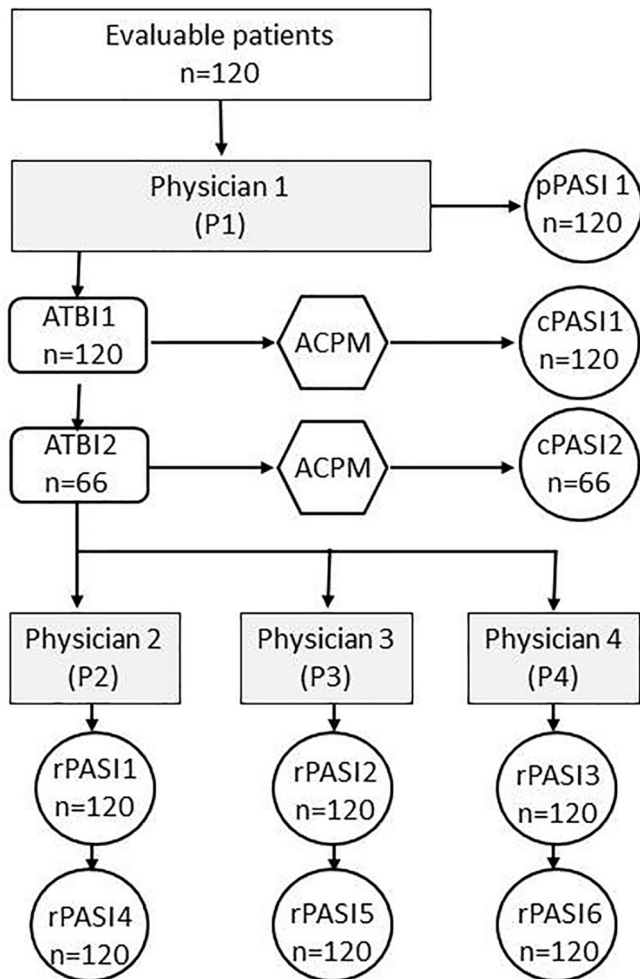 Evaluable patients
n=120
Physician 1
(P1)
pPASI 1
n=120
ATBI1
n=120
ACPM
cPASI1
n=120
ATBI2
n=66
ACPM
cPASI2
n=66
Physician 2
(P2)
Physician 3
(P3)
Physician 4
(P4)
rPASI1
n=120
rPASI2
n=120
rPASI3
n=120
rPASI4
n=120
rPASI5
n=120
rPASI6
n=120